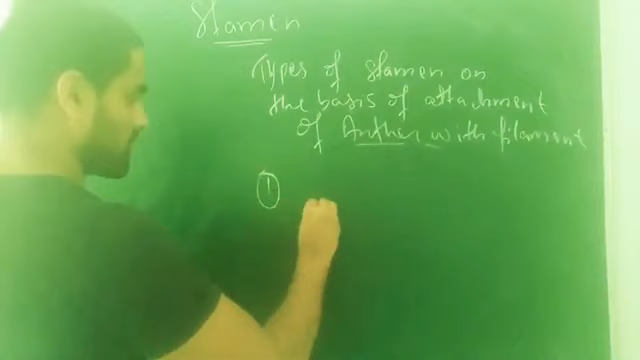 Stamen
Types of stamen on
the basis of attachment
of Anther with filament
1